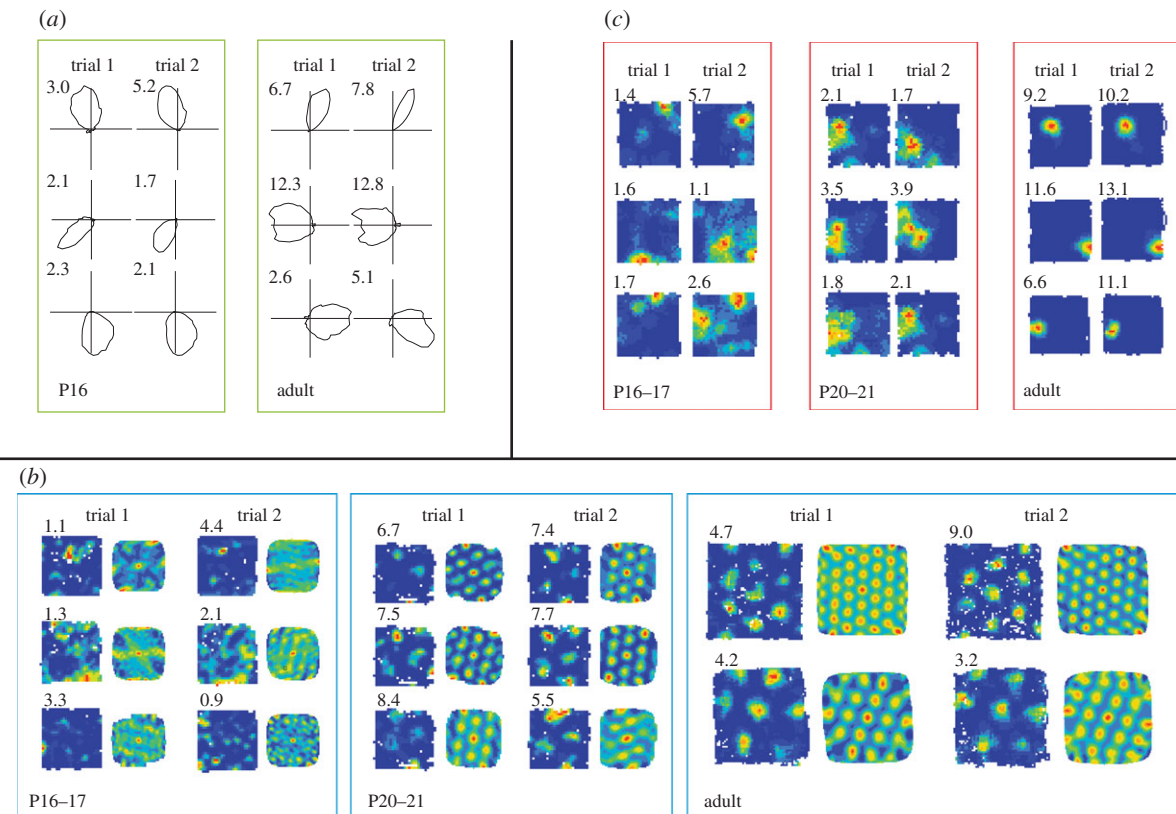 (a)
trial 1 trial 2
3.0 5.2
2.1 1.7
2.3 2.1
P16
trial 1 trial 2
6.7 7.8
12.3 12.8
2.6 5.1
adult
(c)
trial 1 trial 2
1.4 5.7
1.6 1.1
1.7 2.6
P16–17
trial 1 trial 2
2.1 1.7
3.5 3.9
1.8 2.1
P20–21
trial 1 trial 2
9.2 10.2
11.6 13.1
6.6 11.1
adult
(b)
trial 1 trial 2
1.1 4.4
1.3 2.1
3.3 0.9
P16–17
trial 1 trial 2
6.7 7.4
7.5 7.7
8.4 5.5
P20–21
trial 1 trial 2
4.7 9.0
4.2 3.2
adult